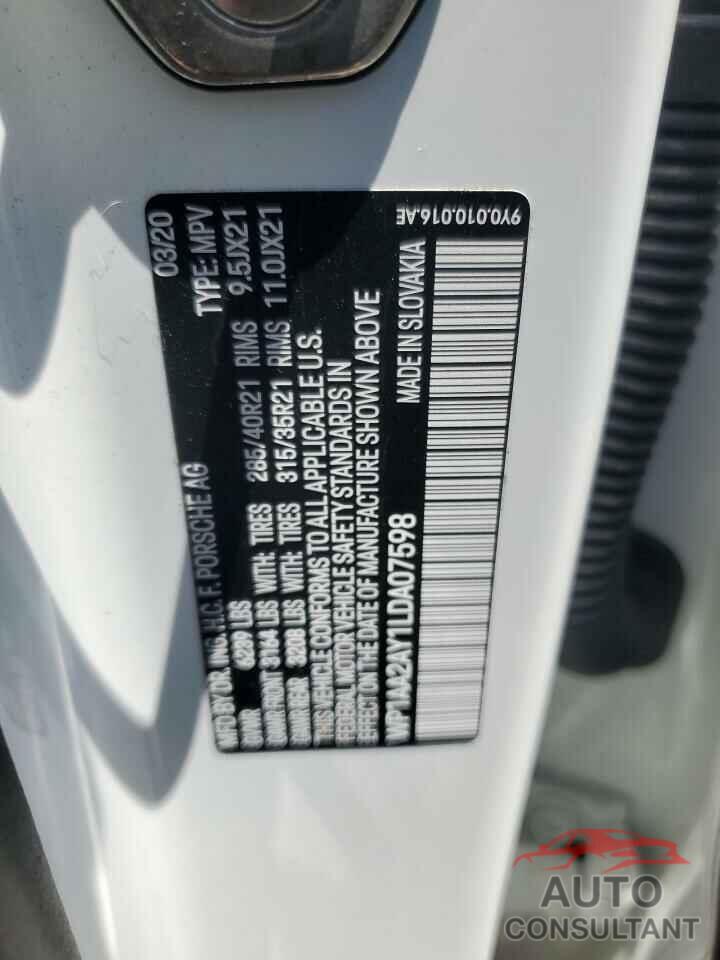 MFD BY DR. ING. H.C. F. PORSCHE AG 03/20
GVWR 6239 LBS TYPE: MPV
GAWR-FRONT 3164 LBS WITH: TIRES 285/40R21 RIMS 9.5JX21
GAWR-REAR 3208 LBS WITH: TIRES 315/35R21 RIMS 11.0JX21
THIS VEHICLE CONFORMS TO ALL APPLICABLE U.S.
FEDERAL MOTOR VEHICLE SAFETY STANDARDS IN
EFFECT ON THE DATE OF MANUFACTURE SHOWN ABOVE
WP1AA2AY1LDA07598 MADE IN SLOVAKIA
9Y0.010.016.AE
AUTO
CONSULTANT